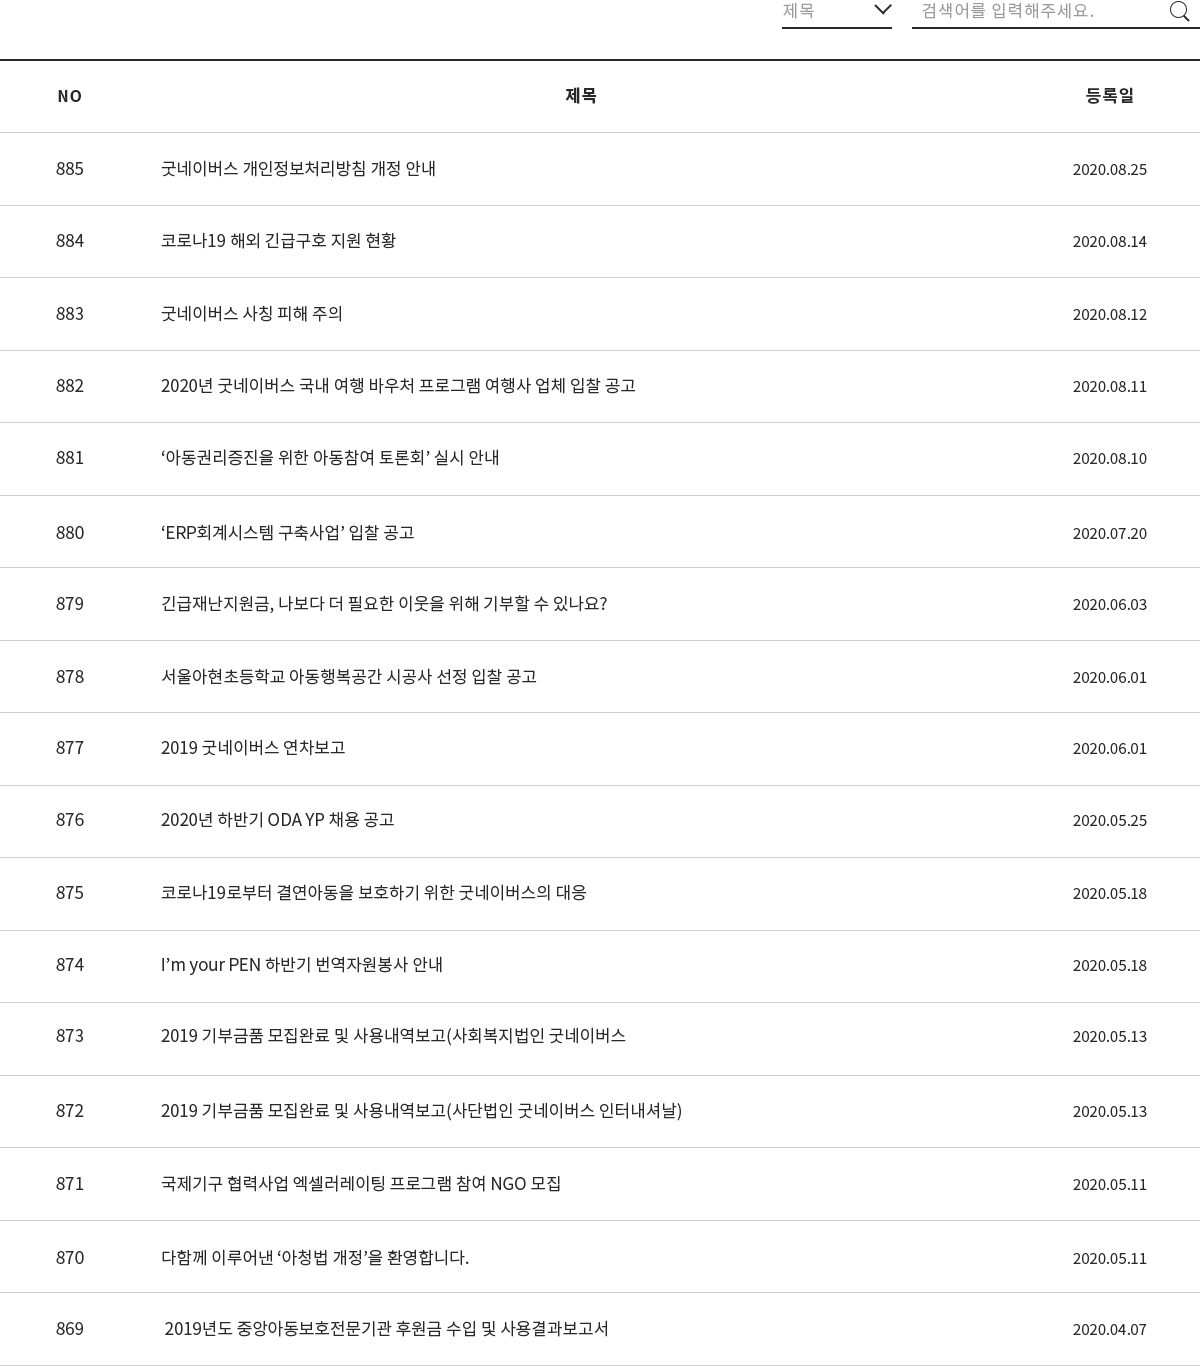 제목 검색어를 입력해주세요.
NO 제목 등록일
885 굿네이버스 개인정보처리방침 개정 안내 2020.08.25
884 코로나19 해외 긴급구호 지원 현황 2020.08.14
883 굿네이버스 사칭 피해 주의 2020.08.12
882 2020년 굿네이버스 국내 여행 바우처 프로그램 여행사 업체 입찰 공고 2020.08.11
881 ‘아동권리증진을 위한 아동참여 토론회’ 실시 안내 2020.08.10
880 ‘ERP회계시스템 구축사업’ 입찰 공고 2020.07.20
879 긴급재난지원금, 나보다 더 필요한 이웃을 위해 기부할 수 있나요? 2020.06.03
878 서울아현초등학교 아동행복공간 시공사 선정 입찰 공고 2020.06.01
877 2019 굿네이버스 연차보고 2020.06.01
876 2020년 하반기 ODA YP 채용 공고 2020.05.25
875 코로나19로부터 결연아동을 보호하기 위한 굿네이버스의 대응 2020.05.18
874 I’m your PEN 하반기 번역자원봉사 안내 2020.05.18
873 2019 기부금품 모집완료 및 사용내역보고(사회복지법인 굿네이버스 2020.05.13
872 2019 기부금품 모집완료 및 사용내역보고(사단법인 굿네이버스 인터내셔날) 2020.05.13
871 국제기구 협력사업 엑셀러레이팅 프로그램 참여 NGO 모집 2020.05.11
870 다함께 이루어낸 ‘아청법 개정’을 환영합니다. 2020.05.11
869 2019년도 중앙아동보호전문기관 후원금 수입 및 사용결과보고서 2020.04.07